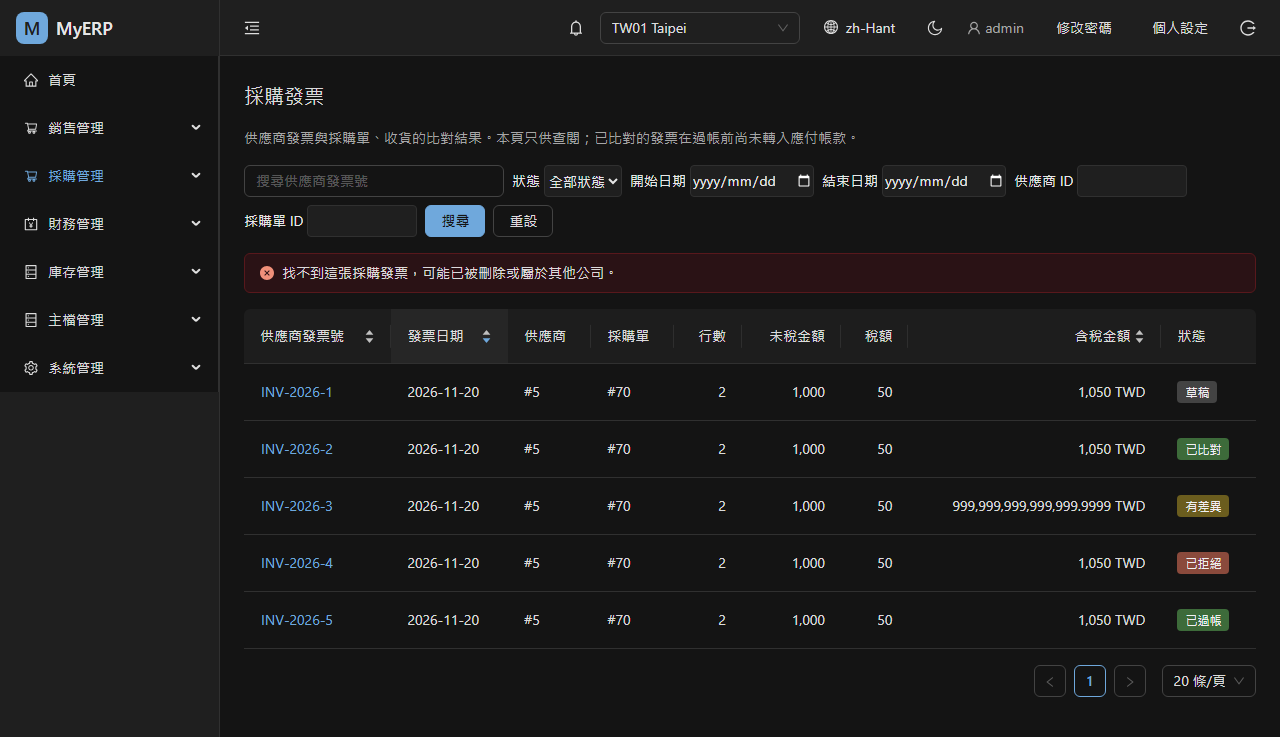 M MyERP
TW01 Taipei zh-Hant admin 修改密碼 個人設定
首頁
銷售管理
採購管理
財務管理
庫存管理
主檔管理
系統管理
採購發票
供應商發票與採購單、收貨的比對結果。本頁只供查閱；已比對的發票在過帳前尚未轉入應付帳款。
搜尋供應商發票號 狀態 全部狀態 開始日期 yyyy/mm/dd 結束日期 yyyy/mm/dd 供應商 ID
採購單 ID 搜尋 重設
找不到這張採購發票，可能已被刪除或屬於其他公司。
供應商發票號 發票日期 供應商 採購單 行數 未稅金額 稅額 含稅金額 狀態
INV-2026-1 2026-11-20 #5 #70 2 1,000 50 1,050 TWD 草稿
INV-2026-2 2026-11-20 #5 #70 2 1,000 50 1,050 TWD 已比對
INV-2026-3 2026-11-20 #5 #70 2 1,000 50 999,999,999,999,999.9999 TWD 有差異
INV-2026-4 2026-11-20 #5 #70 2 1,000 50 1,050 TWD 已拒絕
INV-2026-5 2026-11-20 #5 #70 2 1,000 50 1,050 TWD 已過帳
< 1 > 20 條/頁